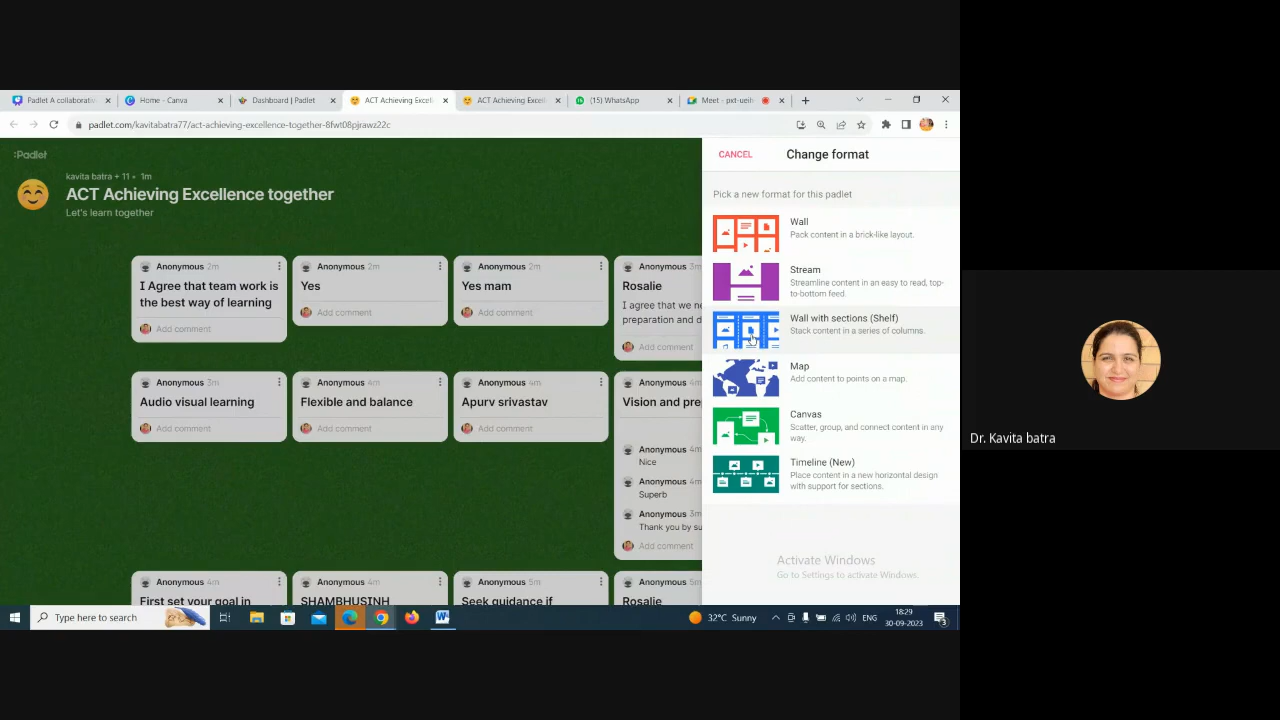 Padlet A collaborativ
Home - Canva
Dashboard | Padlet
ACT Achieving Excell
ACT Achieving Excell
(15) WhatsApp
Meet - pxt-ueih
padlet.com/kavitabatra77/act-achieving-excellence-together-8fwt08pjrawz22c
:Padlet
kavita batra + 11 • 1m
ACT Achieving Excellence together
Let's learn together
Anonymous 2m
I Agree that team work is
the best way of learning
Add comment
Anonymous 2m
Yes
Add comment
Anonymous 2m
Yes mam
Add comment
Anonymous 3m
Rosalie
I agree that we ne
preparation and d
Add comment
Anonymous 3m
Audio visual learning
Add comment
Anonymous 4m
Flexible and balance
Add comment
Anonymous 4m
Apurv srivastav
Add comment
Anonymous 4m
Vision and pre
Anonymous 4m
Nice
Anonymous 4m
Superb
Anonymous 3m
Thank you by su
Add comment
Anonymous 4m
First set your goal in
Anonymous 4m
SHAMBHUSINH
Anonymous 5m
Seek guidance if
Anonymous 5m
Rosalie
CANCEL
Change format
Pick a new format for this padlet
Wall
Pack content in a brick-like layout.
Stream
Streamline content in an easy to read, top-
to-bottom feed.
Wall with sections (Shelf)
Stack content in a series of columns.
Map
Add content to points on a map.
Canvas
Scatter, group, and connect content in any
way.
Timeline (New)
Place content in a new horizontal design
with support for sections.
Activate Windows
Go to Settings to activate Windows.
Type here to search
32°C Sunny
ENG
18:29
30-09-2023
3
Dr. Kavita batra